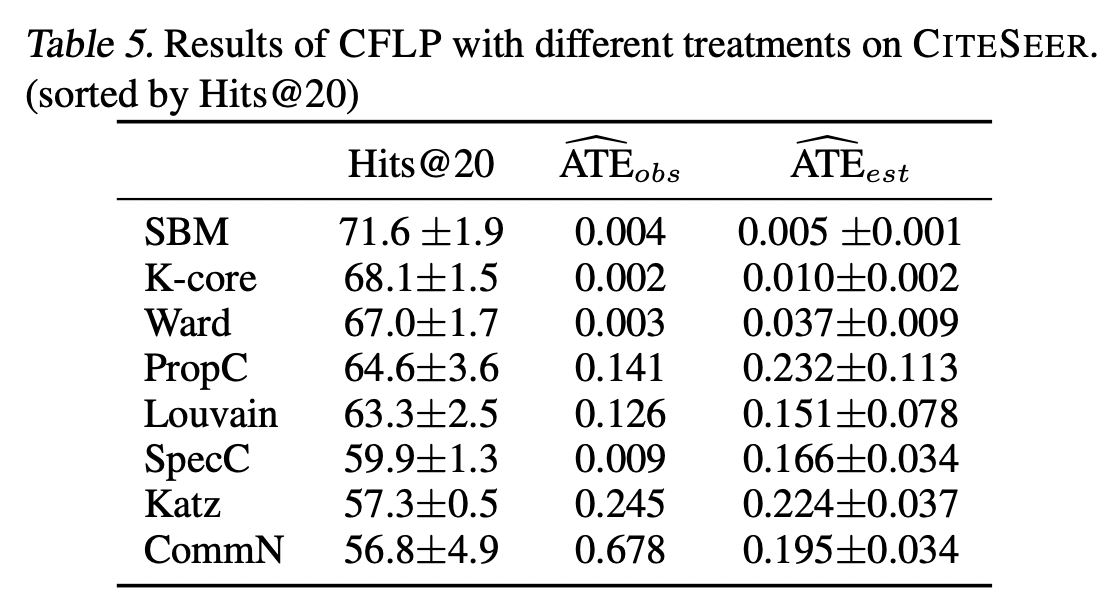 Table 5. Results of CFLP with different treatments on CITESEER.
(sorted by Hits@20)
Hits@20 $\widehat{\text{ATE}}_{obs}$ $\widehat{\text{ATE}}_{est}$
SBM 71.6 ±1.9 0.004 0.005 ±0.001
K-core 68.1±1.5 0.002 0.010±0.002
Ward 67.0±1.7 0.003 0.037±0.009
PropC 64.6±3.6 0.141 0.232±0.113
Louvain 63.3±2.5 0.126 0.151±0.078
SpecC 59.9±1.3 0.009 0.166±0.034
Katz 57.3±0.5 0.245 0.224±0.037
CommN 56.8±4.9 0.678 0.195±0.034